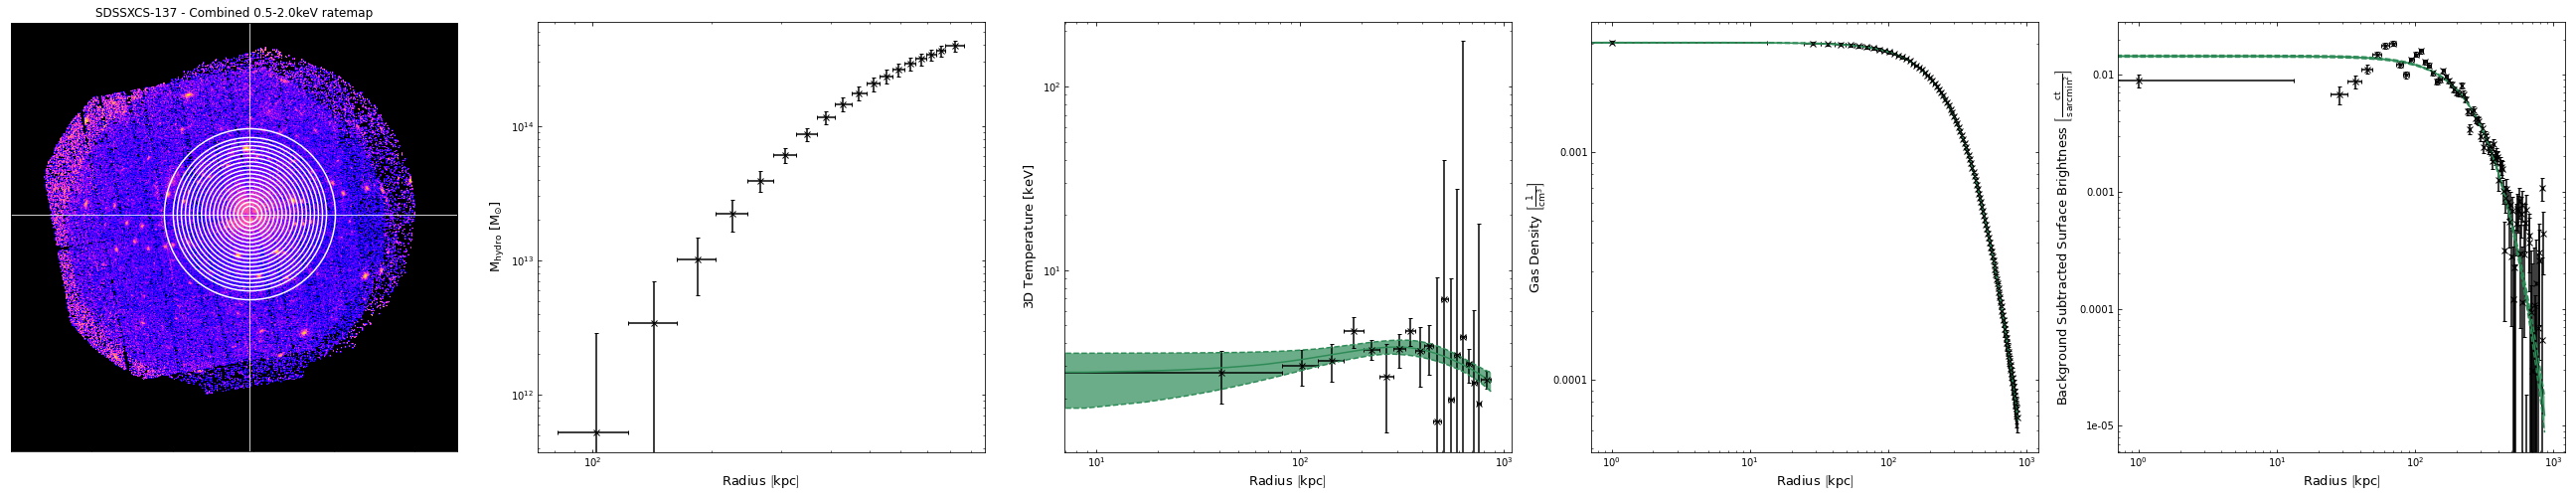 SDSSXCS-137 - Combined 0.5-2.0keV ratemap
M_hydro [M_⊙]
10^14
10^13
10^12
10^2
Radius [kpc]
3D Temperature [keV]
10^2
10^1
10^1 10^2 10^3
Radius [kpc]
Gas Density [1/cm^3]
0.001
0.0001
10^0 10^1 10^2 10^3
Radius [kpc]
Background Subtracted Surface Brightness [ct/s arcmin^2]
0.01
0.001
0.0001
1e-05
10^0 10^1 10^2 10^3
Radius [kpc]